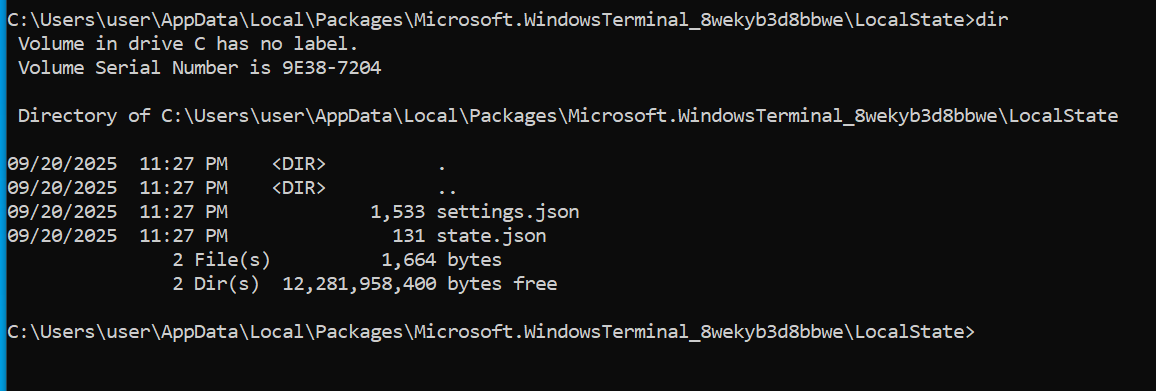 C:\Users\user\AppData\Local\Packages\Microsoft.WindowsTerminal_8wekyb3d8bbwe\LocalState>dir
 Volume in drive C has no label.
 Volume Serial Number is 9E38-7204
 Directory of C:\Users\user\AppData\Local\Packages\Microsoft.WindowsTerminal_8wekyb3d8bbwe\LocalState
09/20/2025  11:27 PM    <DIR>          .
09/20/2025  11:27 PM    <DIR>          ..
09/20/2025  11:27 PM             1,533 settings.json
09/20/2025  11:27 PM               131 state.json
               2 File(s)          1,664 bytes
               2 Dir(s)  12,281,958,400 bytes free
C:\Users\user\AppData\Local\Packages\Microsoft.WindowsTerminal_8wekyb3d8bbwe\LocalState>